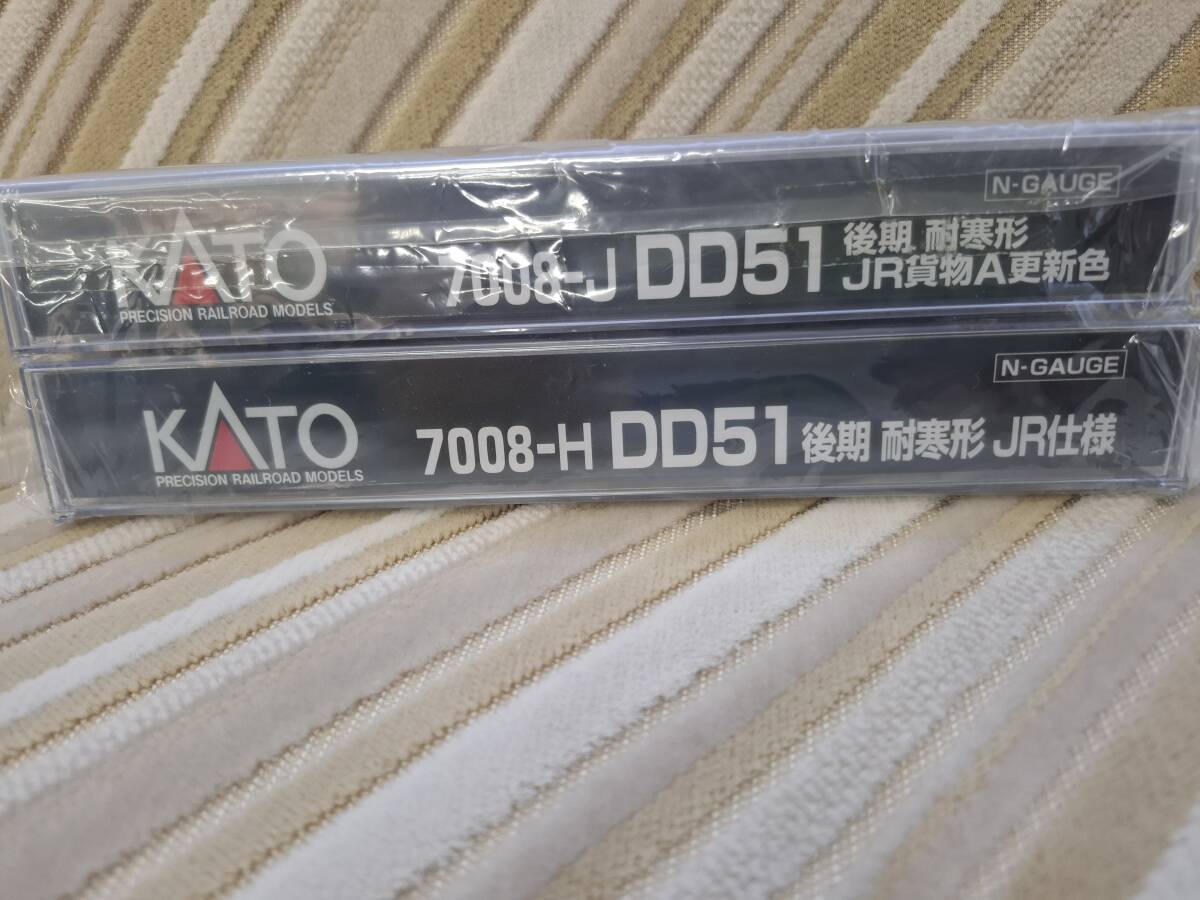 N-GAUGE
KATO
PRECISION RAILROAD MODELS
7008-J DD51 後期 耐寒形
JR貨物A更新色
N-GAUGE
KATO
PRECISION RAILROAD MODELS
7008-H DD51 後期 耐寒形 JR仕様